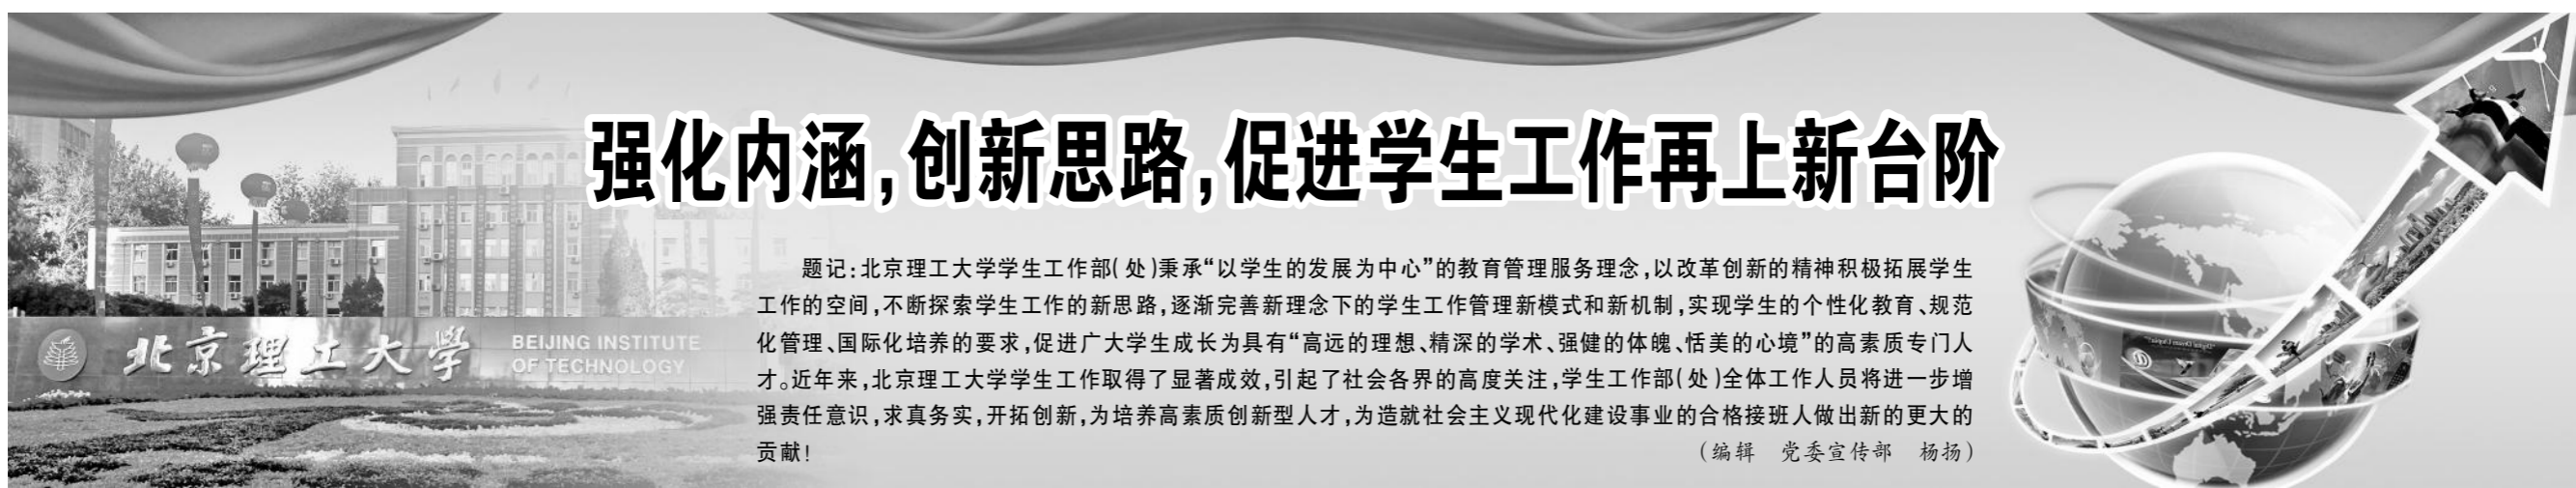 强化内涵,创新思路,促进学生工作再上新台阶
题记:北京理工大学学生工作部(处)秉承“以学生的发展为中心”的教育管理服务理念,以改革创新的精神积极拓展学生
工作的空间,不断探索学生工作的新思路,逐渐完善新理念下的学生工作管理新模式和新机制,实现学生的个性化教育、规范
化管理、国际化培养的要求,促进广大学生成长为具有“高远的理想、精深的学术、强健的体魄、恬美的心境”的高素质专门人
才。近年来,北京理工大学学生工作取得了显著成效,引起了社会各界的高度关注,学生工作部(处)全体工作人员将进一步增
强责任意识,求真务实,开拓创新,为培养高素质创新型人才,为造就社会主义现代化建设事业的合格接班人做出新的更大的
贡献!
(编辑 党委宣传部 杨扬)
北京理工大学
BEIJING INSTITUTE
OF TECHNOLOGY